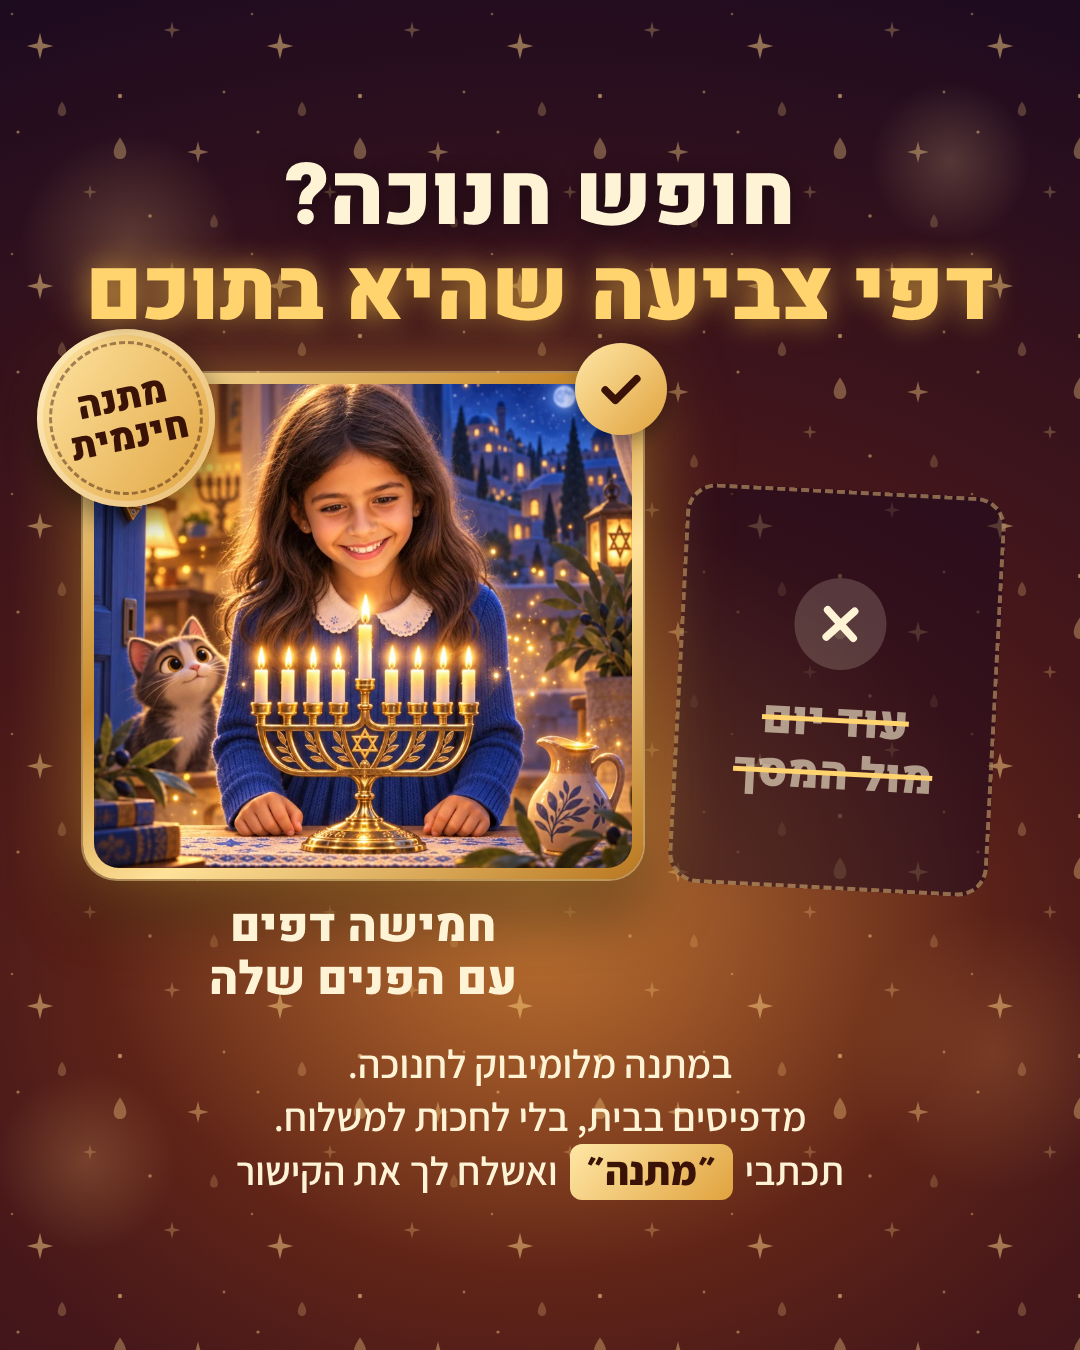 חופש חנוכה?
דפי צביעה שהיא בתוכם
מתנה
חינמית
עוד יום
מול המסך
חמישה דפים
עם הפנים שלה
במתנה מלומיבוק לחנוכה.
מדפיסים בבית, בלי לחכות למשלוח.
תכתבי ״מתנה״ ואשלח לך את הקישור